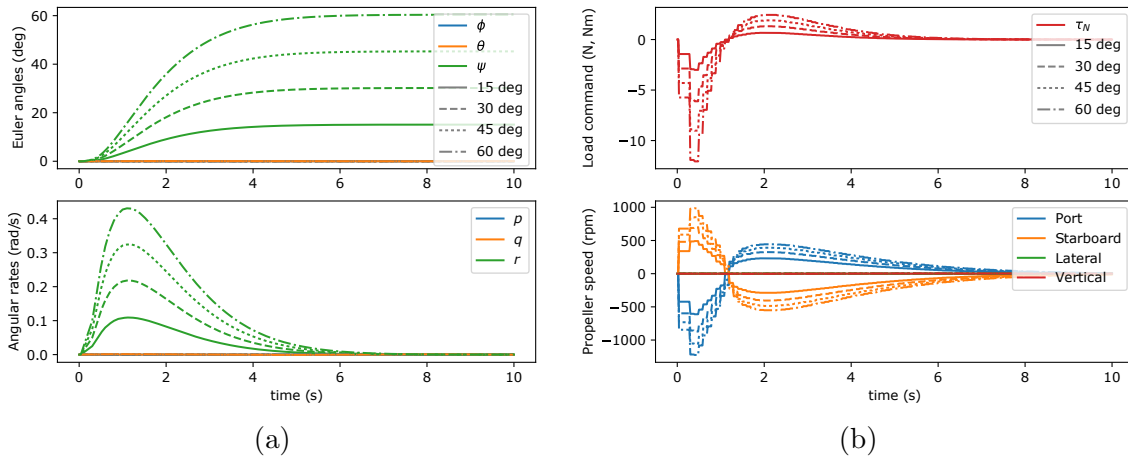 Euler angles (deg)
60
40
20
0
ϕ
θ
ψ
15 deg
30 deg
45 deg
60 deg
0 2 4 6 8 10
Angular rates (rad/s)
0.4
0.3
0.2
0.1
0.0
p
q
r
0 2 4 6 8 10
time (s)
(a)
Load command (N, Nm)
0
−5
−10
τN
15 deg
30 deg
45 deg
60 deg
0 2 4 6 8 10
Propeller speed (rpm)
1000
500
0
−500
−1000
Port
Starboard
Lateral
Vertical
0 2 4 6 8 10
time (s)
(b)